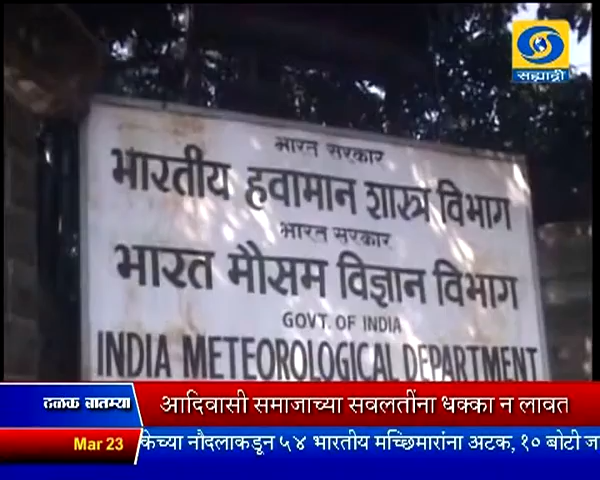 सह्याद्री
भारत सरकार
भारतीय हवामान शास्त्र विभाग
भारत सरकार
भारत मौसम विज्ञान विभाग
GOVT. OF INDIA
INDIA METEOROLOGICAL DEPARTMENT
ठळक बातम्या
आदिवासी समाजाच्या सवलतींना धक्का न लावत
Mar 23
केच्या नौदलाकडून ५४ भारतीय मच्छिमारांना अटक, १० बोटी ज